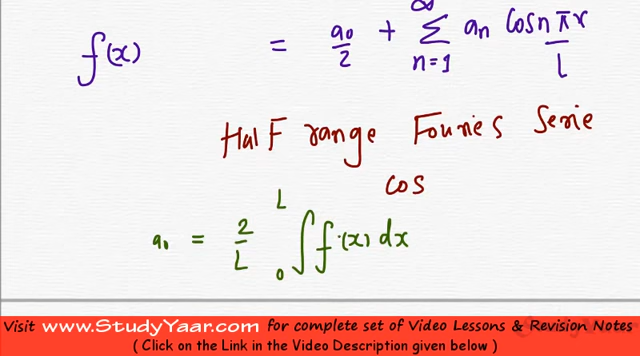 f(x) = a₀/2 + ∞ Σ n=1 an Cos nπx/l
Half range Fouries Serie
cos
a₀ = 2/L ∫ 0 L f(x) dx
Visit www.StudyYaar.com for complete set of Video Lessons & Revision Notes
( Click on the Link in the Video Description given below )